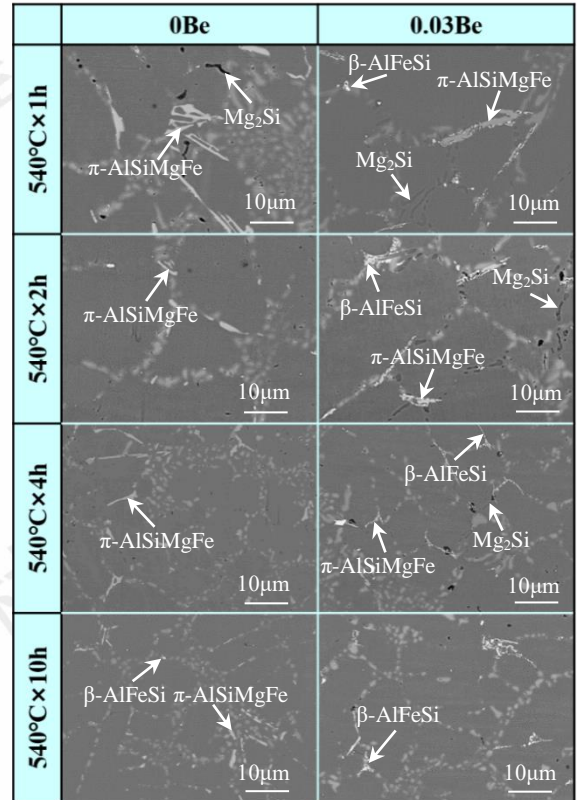 0Be
0.03Be
540℃×1h
Mg₂Si
π-AlSiMgFe
10μm
β-AlFeSi
π-AlSiMgFe
Mg₂Si
10μm
540℃×2h
π-AlSiMgFe
10μm
β-AlFeSi
Mg₂Si
π-AlSiMgFe
10μm
540℃×4h
π-AlSiMgFe
10μm
β-AlFeSi
Mg₂Si
π-AlSiMgFe
10μm
540℃×10h
β-AlFeSi
π-AlSiMgFe
10μm
β-AlFeSi
10μm